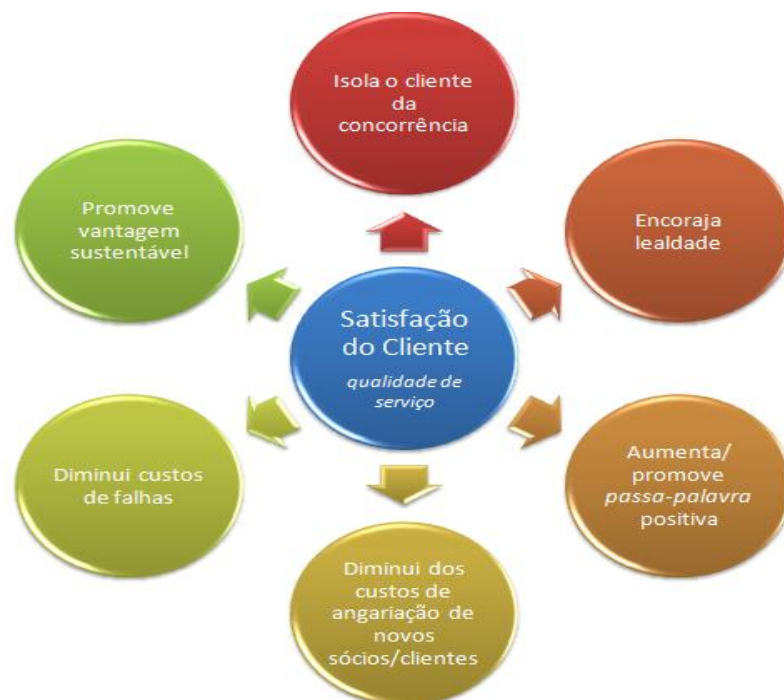 Isola o cliente
da
concorrência
Promove
vantagem
sustentável
Encoraja
lealdade
Satisfação
do Cliente
qualidade de
serviço
Diminui custos
de falhas
Aumenta/
promove
passa-palavra
positiva
Diminui dos
custos de
angariação de
novos
sócios/clientes